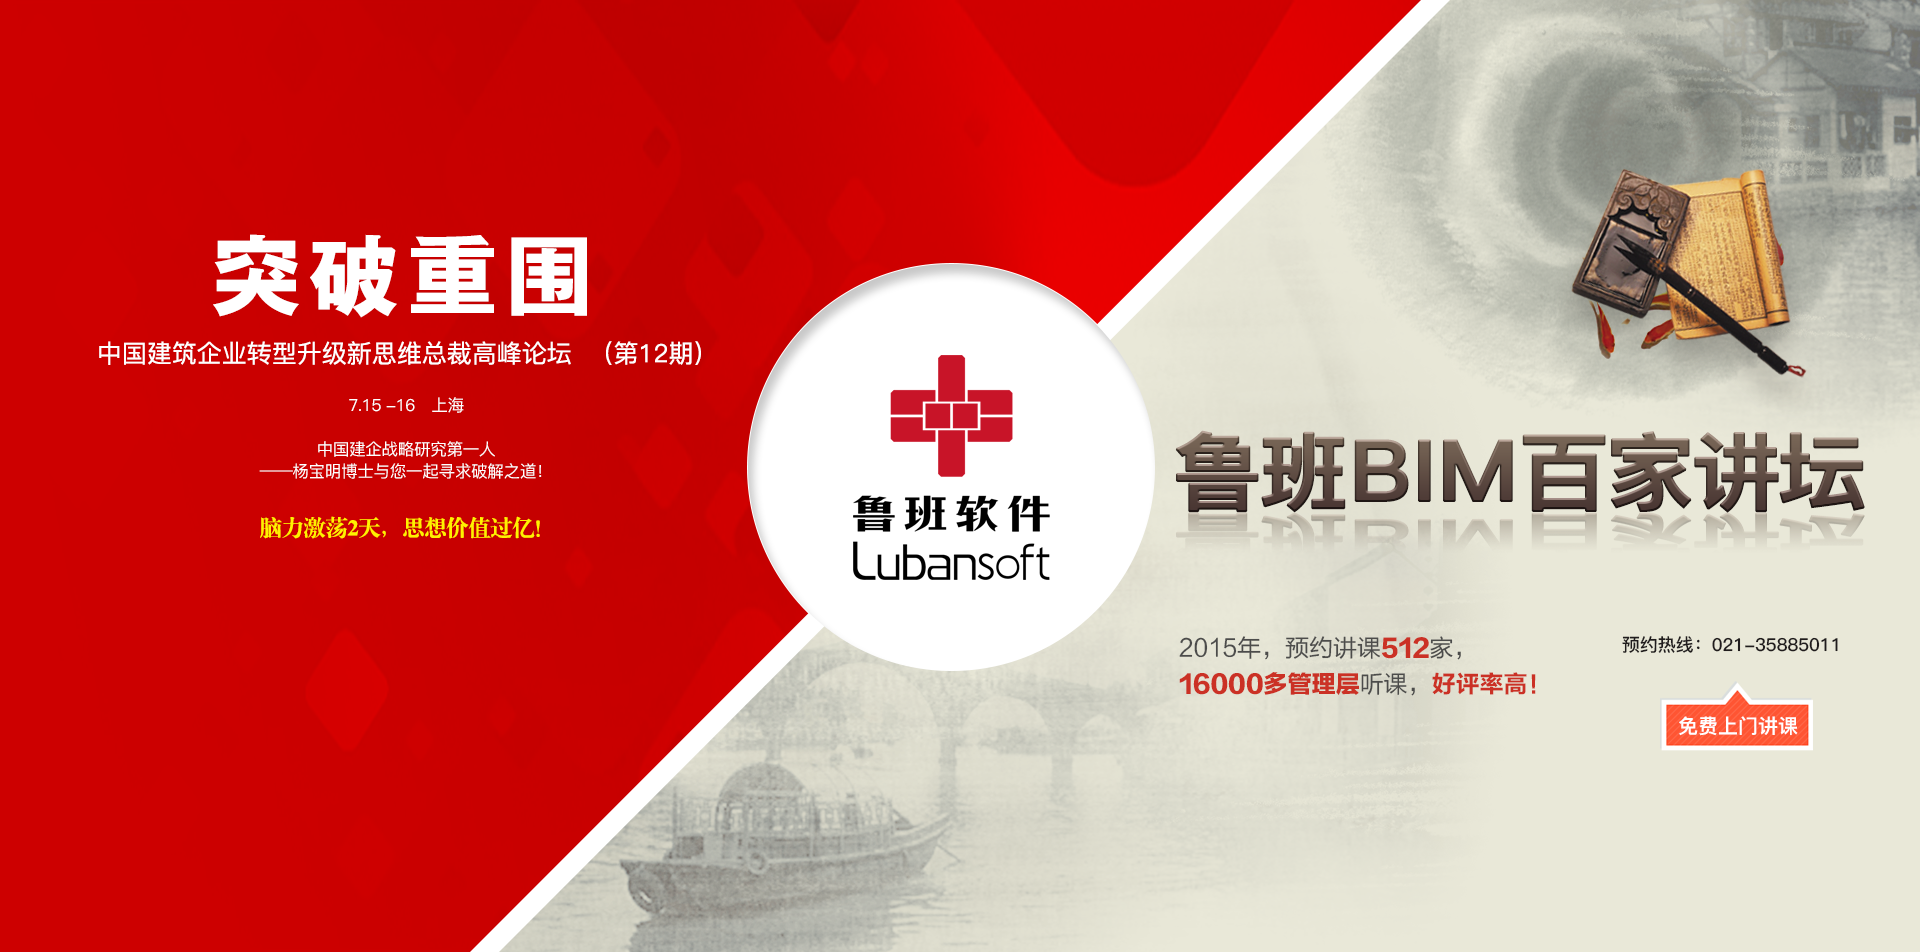 突破重围
中国建筑企业转型升级新思维总裁高峰论坛 （第12期）
7.15 -16 上海
中国建企战略研究第一人
——杨宝明博士与您一起寻求破解之道！
脑力激荡2天，思想价值过亿!
鲁班软件
Lubansoft
鲁班BIM百家讲坛
2015年，预约讲课512家，
16000多管理层听课，好评率高！
预约热线：021-35885011
免费上门讲课